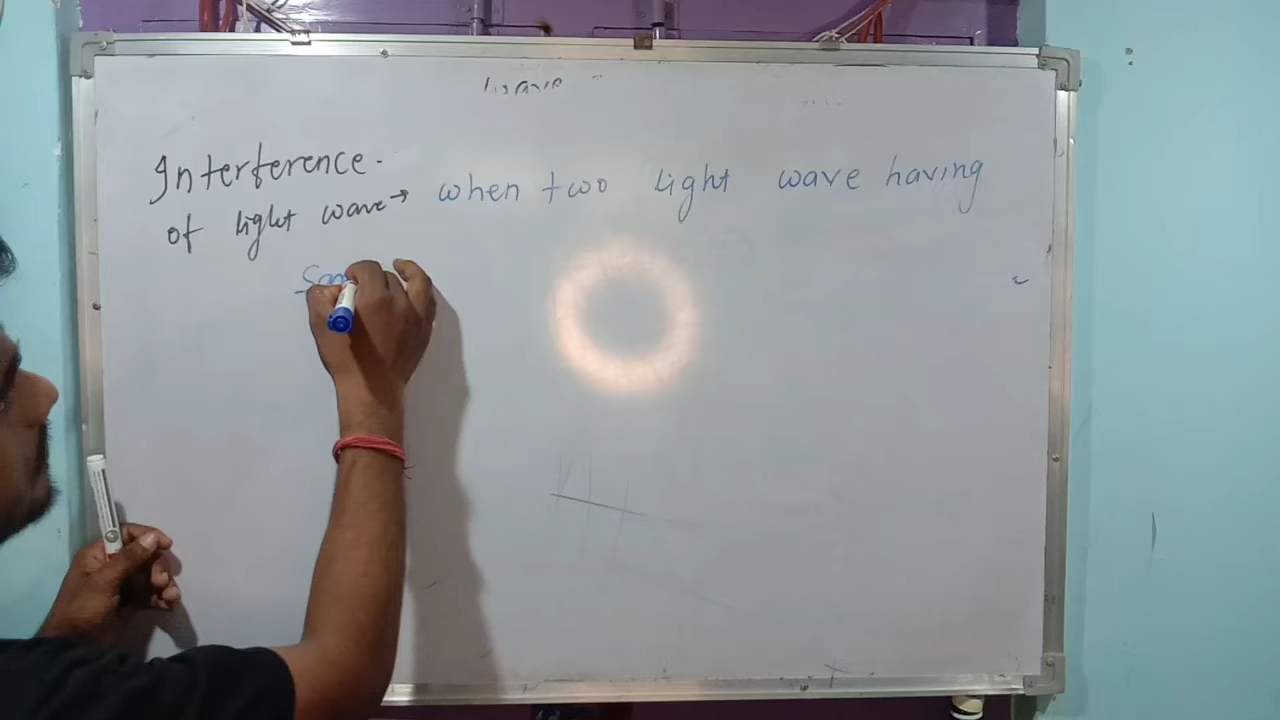 Interference.
of light wave→ when two light wave having